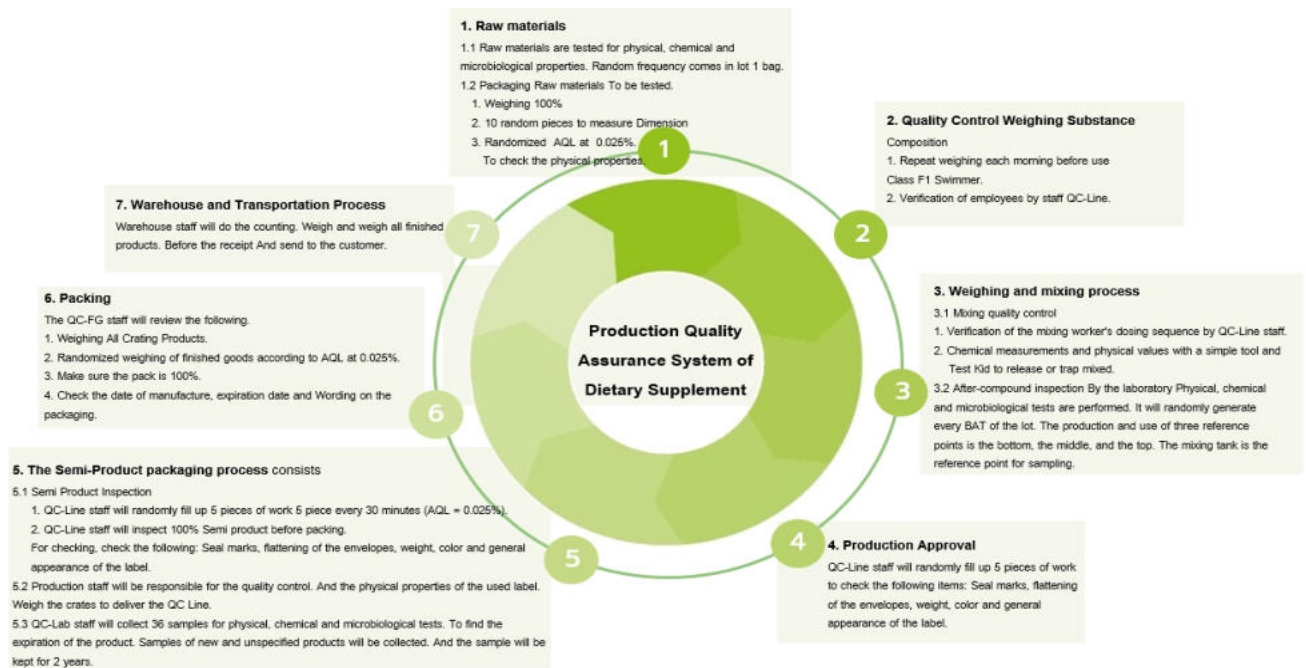 1. Raw materials
1.1 Raw materials are tested for physical, chemical and
microbiological properties. Random frequency comes in lot 1 bag.
1.2 Packaging Raw materials To be tested.
1. Weighing 100%
2. 10 random pieces to measure Dimension
3. Randomized AQL at 0.025%.
To check the physical properties.
1
2. Quality Control Weighing Substance
Composition
1. Repeat weighing each morning before use
Class F1 Swimmer.
2. Verification of employees by staff QC-Line.
2
3. Weighing and mixing process
3.1 Mixing quality control
1. Verification of the mixing worker's dosing sequence by QC-Line staff.
2. Chemical measurements and physical values with a simple tool and
Test Kid to release or trap mixed.
3.2 After-compound inspection By the laboratory Physical, chemical
and microbiological tests are performed. It will randomly generate
every BAT of the lot. The production and use of three reference
points is the bottom, the middle, and the top. The mixing tank is the
reference point for sampling.
3
4. Production Approval
QC-Line staff will randomly fill up 5 pieces of work
to check the following items: Seal marks, flattening
of the envelopes, weight, color and general
appearance of the label.
4
5. The Semi-Product packaging process consists
5.1 Semi Product Inspection
1. QC-Line staff will randomly fill up 5 pieces of work 5 piece every 30 minutes (AQL = 0.025%).
2. QC-Line staff will inspect 100% Semi product before packing.
For checking, check the following: Seal marks, flattening of the envelopes, weight, color and general
appearance of the label.
5.2 Production staff will be responsible for the quality control. And the physical properties of the used label.
Weigh the crates to deliver the QC Line.
5.3 QC-Lab staff will collect 36 samples for physical, chemical and microbiological tests. To find the
expiration of the product. Samples of new and unspecified products will be collected. And the sample will be
kept for 2 years.
5
6. Packing
The QC-FG staff will review the following.
1. Weighing All Crating Products.
2. Randomized weighing of finished goods according to AQL at 0.025%.
3. Make sure the pack is 100%.
4. Check the date of manufacture, expiration date and Wording on the
packaging.
6
7. Warehouse and Transportation Process
Warehouse staff will do the counting. Weigh and weigh all finished
products. Before the receipt And send to the customer.
7
Production Quality
Assurance System of
Dietary Supplement